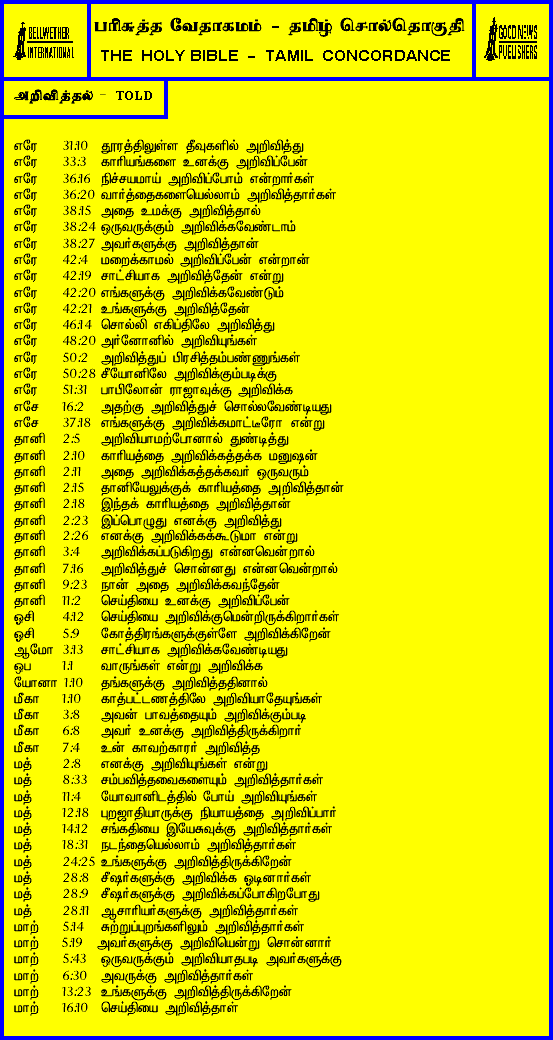 BELLWETHER
INTERNATIONAL
பரிசுத்த வேதாகமம் - தமிழ் சொல்தொகுதி
THE HOLY BIBLE - TAMIL CONCORDANCE
GOOD NEWS
PUBLISHERS
அறிவித்தல் - TOLD
எரே 31:10 தூரத்திலுள்ள தீவுகளில் அறிவித்து
எரே 33:3 காரியங்களை உனக்கு அறிவிப்பேன்
எரே 36:16 நிச்சயமாய் அறிவிப்போம் என்றார்கள்
எரே 36:20 வார்த்தைகளையெல்லாம் அறிவித்தார்கள்
எரே 38:15 அதை உமக்கு அறிவித்தால்
எரே 38:24 ஒருவருக்கும் அறிவிக்கவேண்டாம்
எரே 38:27 அவர்களுக்கு அறிவித்தான்
எரே 42:4 மறைக்காமல் அறிவிப்பேன் என்றான்
எரே 42:19 சாட்சியாக அறிவித்தேன் என்று
எரே 42:20 எங்களுக்கு அறிவிக்கவேண்டும்
எரே 42:21 உங்களுக்கு அறிவித்தேன்
எரே 46:14 சொல்லி எகிப்திலே அறிவித்து
எரே 48:20 அர்னோனில் அறிவியுங்கள்
எரே 50:2 அறிவித்துப் பிரசித்தம்பண்ணுங்கள்
எரே 50:28 சீயோனிலே அறிவிக்கும்படிக்கு
எரே 51:31 பாபிலோன் ராஜாவுக்கு அறிவிக்க
எசே 16:2 அதற்கு அறிவித்துச் சொல்லவேண்டியது
எசே 37:18 எங்களுக்கு அறிவிக்கமாட்டீரோ என்று
தானி 2:5 அறிவியாமற்போனால் துண்டித்து
தானி 2:10 காரியத்தை அறிவிக்கத்தக்க மனுஷன்
தானி 2:11 அதை அறிவிக்கத்தக்கவர் ஒருவரும்
தானி 2:15 தானியேலுக்குக் காரியத்தை அறிவித்தான்
தானி 2:18 இந்தக் காரியத்தை அறிவித்தான்
தானி 2:23 இப்பொழுது எனக்கு அறிவித்து
தானி 2:26 எனக்கு அறிவிக்கக்கூடுமா என்று
தானி 3:4 அறிவிக்கப்படுகிறது என்னவென்றால்
தானி 7:16 அறிவித்துச் சொன்னது என்னவென்றால்
தானி 9:23 நான் அதை அறிவிக்கவந்தேன்
தானி 11:2 செய்தியை உனக்கு அறிவிப்பேன்
ஓசி 4:12 செய்தியை அறிவிக்குமென்றிருக்கிறார்கள்
ஓசி 5:9 கோத்திரங்களுக்குள்ளே அறிவிக்கிறேன்
ஆமோ 3:13 சாட்சியாக அறிவிக்கவேண்டியது
ஒப 1:1 வாருங்கள் என்று அறிவிக்க
யோனா 1:10 தங்களுக்கு அறிவித்ததினால்
மீகா 1:10 காத்பட்டணத்திலே அறிவியாதேயுங்கள்
மீகா 3:8 அவன் பாவத்தையும் அறிவிக்கும்படி
மீகா 6:8 அவர் உனக்கு அறிவித்திருக்கிறார்
மீகா 7:4 உன் காவற்காரர் அறிவித்த
மத் 2:8 எனக்கு அறிவியுங்கள் என்று
மத் 8:33 சம்பவித்தவைகளையும் அறிவித்தார்கள்
மத் 11:4 யோவானிடத்தில் போய் அறிவியுங்கள்
மத் 12:18 புறஜாதியாருக்கு நியாயத்தை அறிவிப்பார்
மத் 14:12 சங்கதியை இயேசுவுக்கு அறிவித்தார்கள்
மத் 18:31 நடந்தையெல்லாம் அறிவித்தார்கள்
மத் 24:25 உங்களுக்கு அறிவித்திருக்கிறேன்
மத் 28:8 சீஷர்களுக்கு அறிவிக்க ஓடினார்கள்
மத் 28:9 சீஷர்களுக்கு அறிவிக்கப்போகிறபோது
மத் 28:11 ஆசாரியர்களுக்கு அறிவித்தார்கள்
மாற் 5:14 சுற்றுப்புறங்களிலும் அறிவித்தார்கள்
மாற் 5:19 அவர்களுக்கு அறிவியென்று சொன்னார்
மாற் 5:43 ஒருவருக்கும் அறிவியாதபடி அவர்களுக்கு
மாற் 6:30 அவருக்கு அறிவித்தார்கள்
மாற் 13:23 உங்களுக்கு அறிவித்திருக்கிறேன்
மாற் 16:10 செய்தியை அறிவித்தாள்